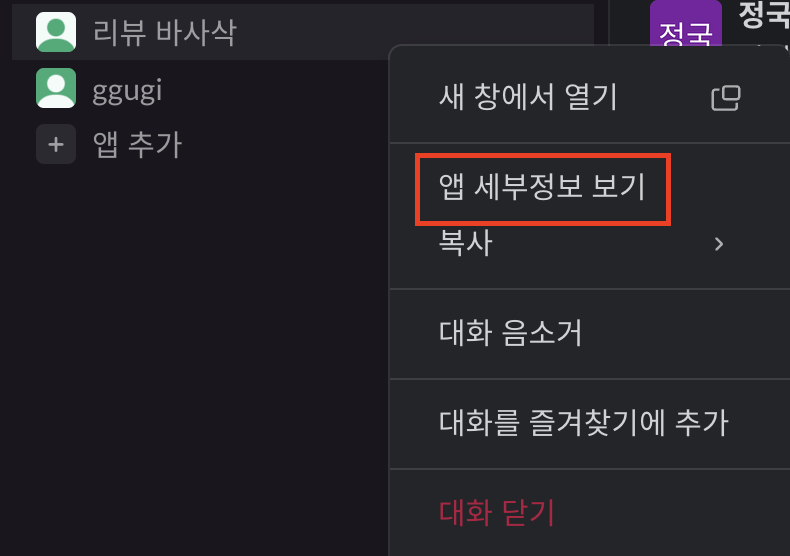 리뷰 바사삭
ggugi
앱 추가
정국
정국
새 창에서 열기
앱 세부정보 보기
복사
대화 음소거
대화를 즐겨찾기에 추가
대화 닫기